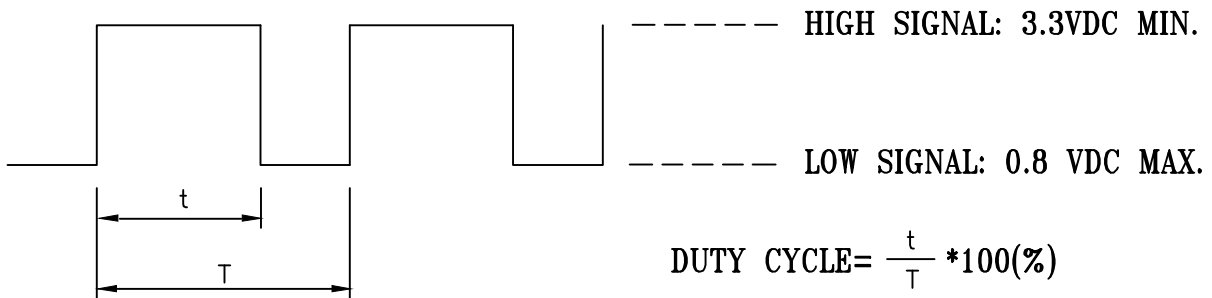 HIGH SIGNAL: 3.3VDC MIN.
LOW SIGNAL: 0.8 VDC MAX.
t
T
DUTY CYCLE= t/T *100(%)